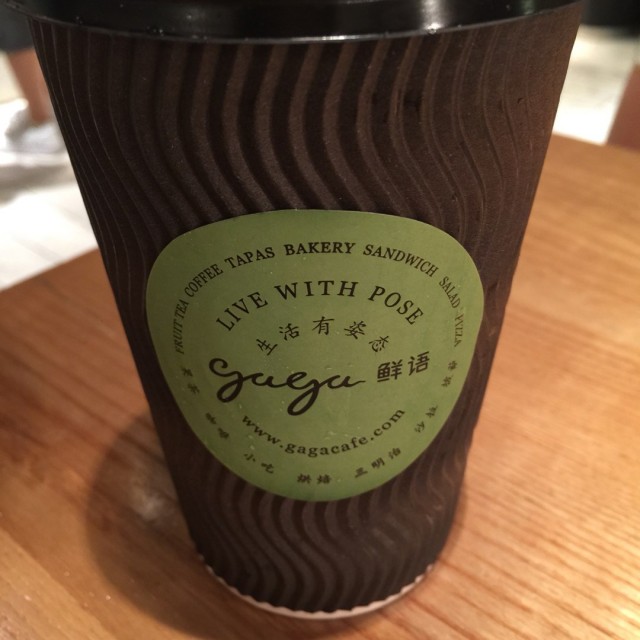 FRUIT TEA COFFEE TAPAS BAKERY SANDWICH SALAD PIZZA
LIVE WITH POSE
生活有姿态
gaga 鲜语
www.gagacafe.com
小吃 烘焙 三明治 沙拉